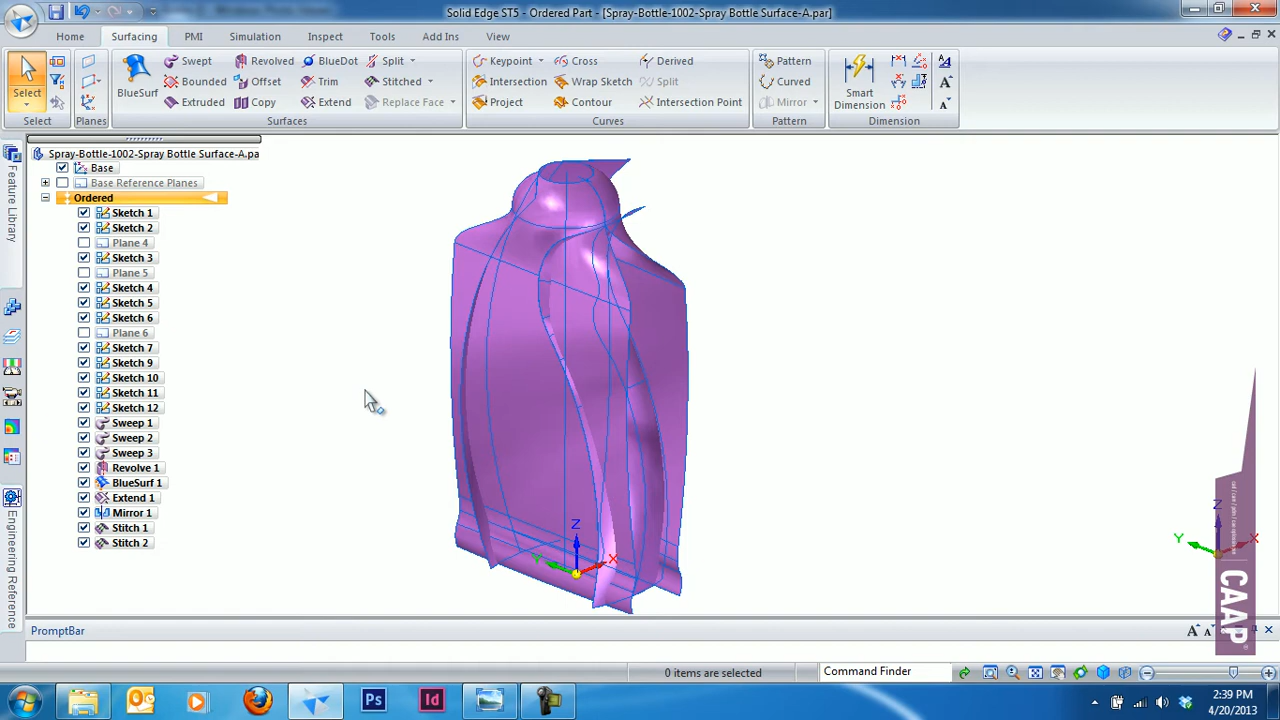 Solid Edge ST5 - Ordered Part - [Spray-Bottle-1002-Spray Bottle Surface-A.par]
Home Surfacing PMI Simulation Inspect Tools Add Ins View
Swept Revolved BlueDot Split Keypoint Cross Derived Pattern
Bounded Offset Trim Stitched Intersection Wrap Sketch Split Curved
Select BlueSurf Extruded Copy Extend Replace Face Project Contour Intersection Point Mirror Smart Dimension
Select Planes Surfaces Curves Pattern Dimension
Feature Library
Engineering Reference
Spray-Bottle-1002-Spray Bottle Surface-A.par
Base
Base Reference Planes
Ordered
Sketch 1
Sketch 2
Plane 4
Sketch 3
Plane 5
Sketch 4
Sketch 5
Sketch 6
Plane 6
Sketch 7
Sketch 9
Sketch 10
Sketch 11
Sketch 12
Sweep 1
Sweep 2
Sweep 3
Revolve 1
BlueSurf 1
Extend 1
Mirror 1
Stitch 1
Stitch 2
Z
Y X
Z
Y X
CAAP®
PromptBar
0 items are selected Command Finder
Ps Id
2:39 PM
4/20/2013